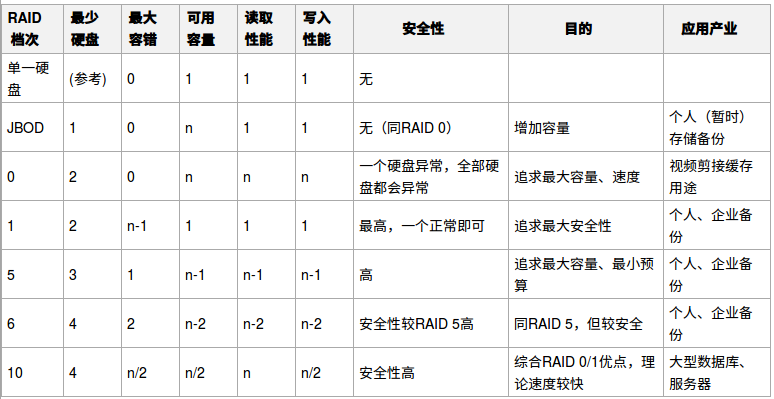 RAID 档次 最少硬盘 最大容错 可用容量 读取性能 写入性能 安全性 目的 应用产业
单一硬盘 (参考) 0 1 1 1 无
JBOD 1 0 n 1 1 无（同RAID 0） 增加容量 个人（暂时）存储备份
0 2 0 n n n 一个硬盘异常，全部硬盘都会异常 追求最大容量、速度 视频剪接缓存用途
1 2 n-1 1 1 1 最高，一个正常即可 追求最大安全性 个人、企业备份
5 3 1 n-1 n-1 n-1 高 追求最大容量、最小预算 个人、企业备份
6 4 2 n-2 n-2 n-2 安全性较RAID 5高 同RAID 5，但较安全 个人、企业备份
10 4 n/2 n/2 n n/2 安全性高 综合RAID 0/1优点，理论速度较快 大型数据库、服务器